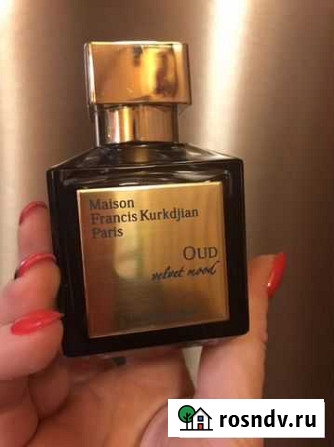 Maison
Francis Kurkdjian
Paris
OUD
velvet mood
rosndv.ru